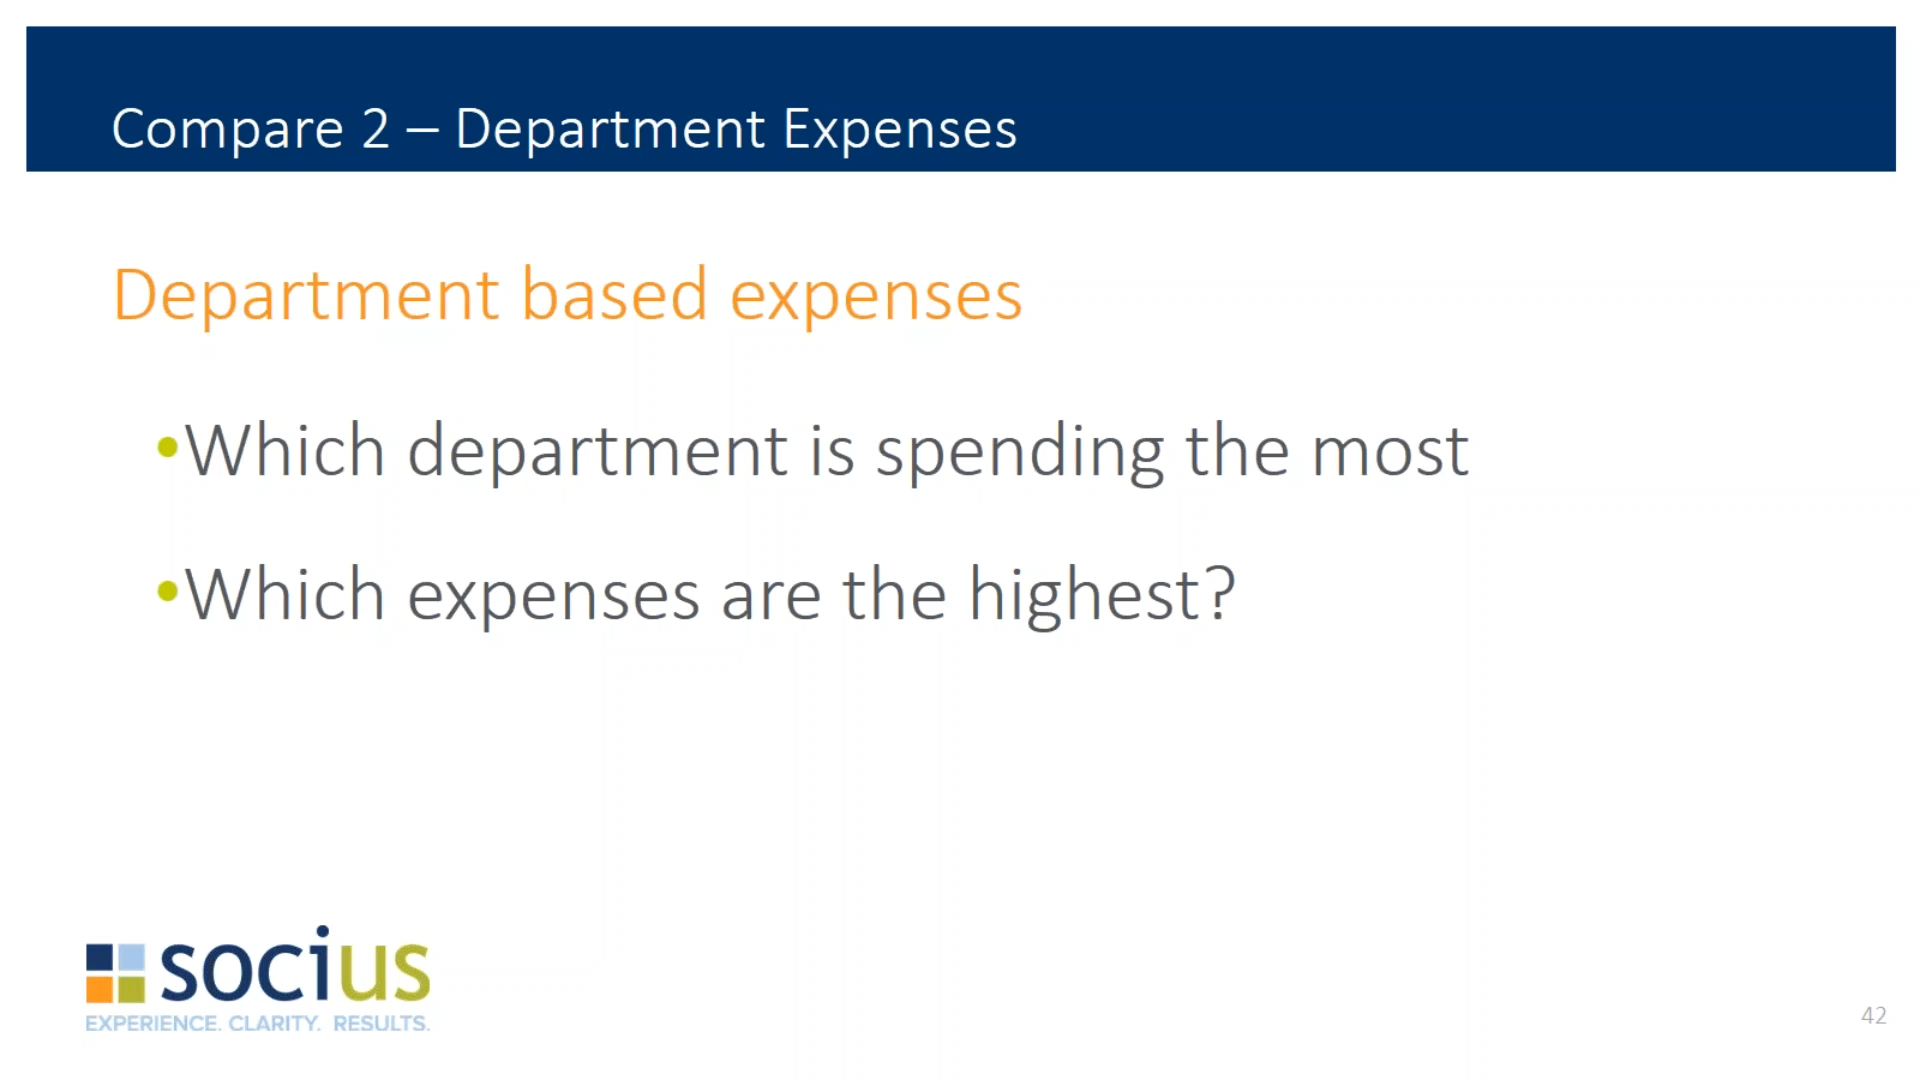 Compare 2 – Department Expenses
Department based expenses
•Which department is spending the most
•Which expenses are the highest?
socius
EXPERIENCE. CLARITY. RESULTS.
42